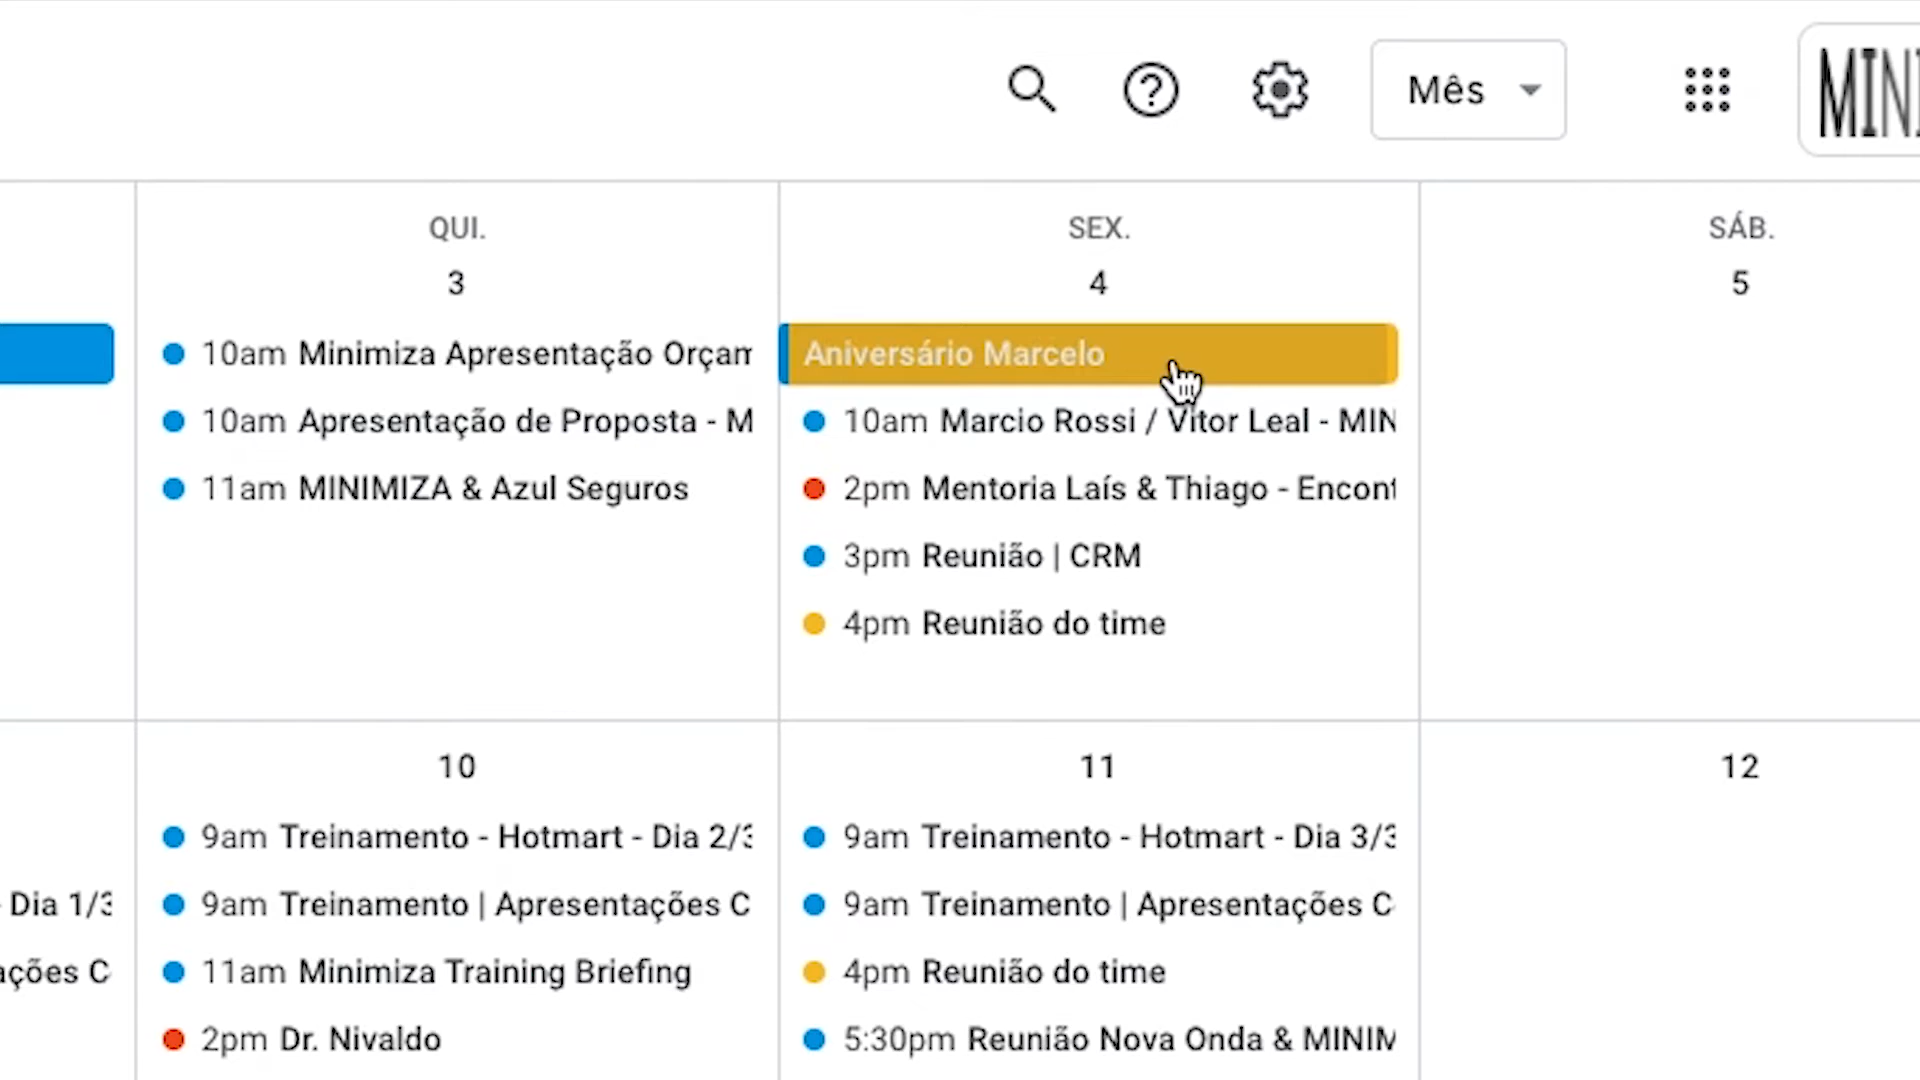 Mês
MINI
QUI.
3
10am Minimiza Apresentação Orçam
10am Apresentação de Proposta - M
11am MINIMIZA & Azul Seguros
SEX.
4
Aniversário Marcelo
10am Marcio Rossi / Vitor Leal - MIN
2pm Mentoria Laís & Thiago - Encont
3pm Reunião | CRM
4pm Reunião do time
SÁB.
5
- Dia 1/3
ações C
10
9am Treinamento - Hotmart - Dia 2/3
9am Treinamento | Apresentações C
11am Minimiza Training Briefing
2pm Dr. Nivaldo
11
9am Treinamento - Hotmart - Dia 3/3
9am Treinamento | Apresentações C
4pm Reunião do time
5:30pm Reunião Nova Onda & MINIM
12